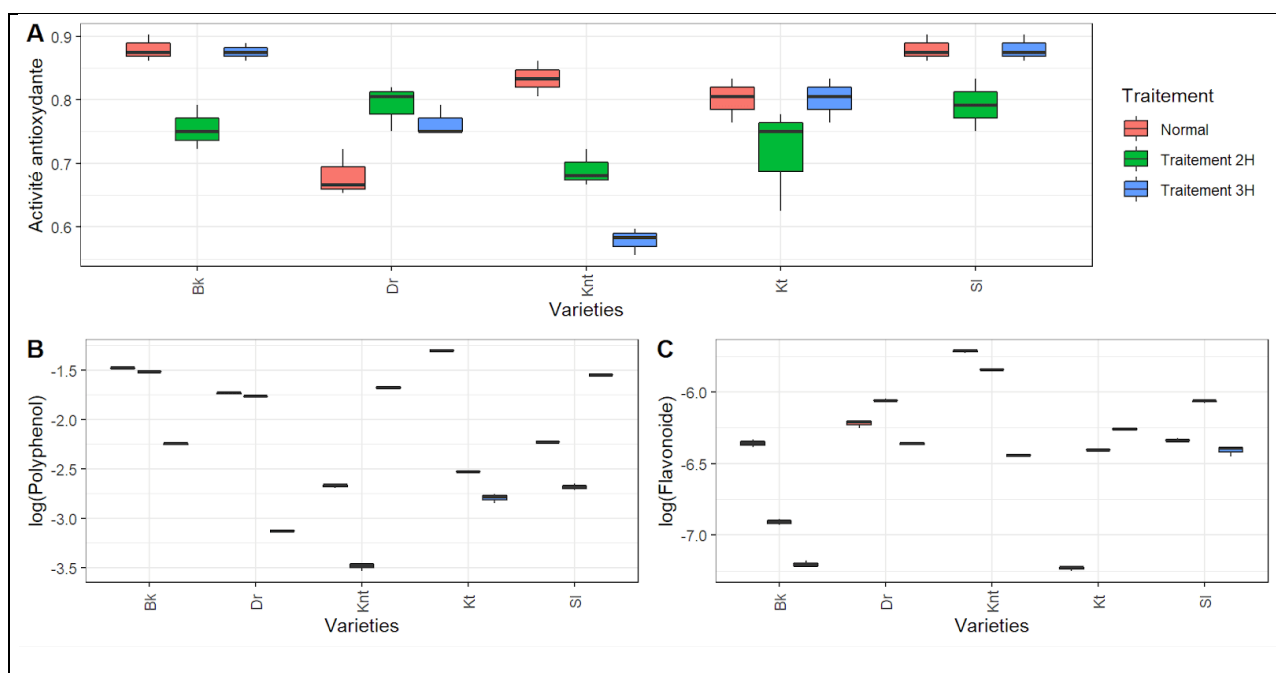 A
Activité antioxydante
0.9
0.8
0.7
0.6
Bk
Dr
Knt
Kt
Sl
Varieties
Traitement
Normal
Traitement 2H
Traitement 3H
B
log(Polyphenol)
-1.5
-2.0
-2.5
-3.0
-3.5
Bk
Dr
Knt
Kt
Sl
Varieties
C
log(Flavonoide)
-6.0
-6.5
-7.0
Bk
Dr
Knt
Kt
Sl
Varieties